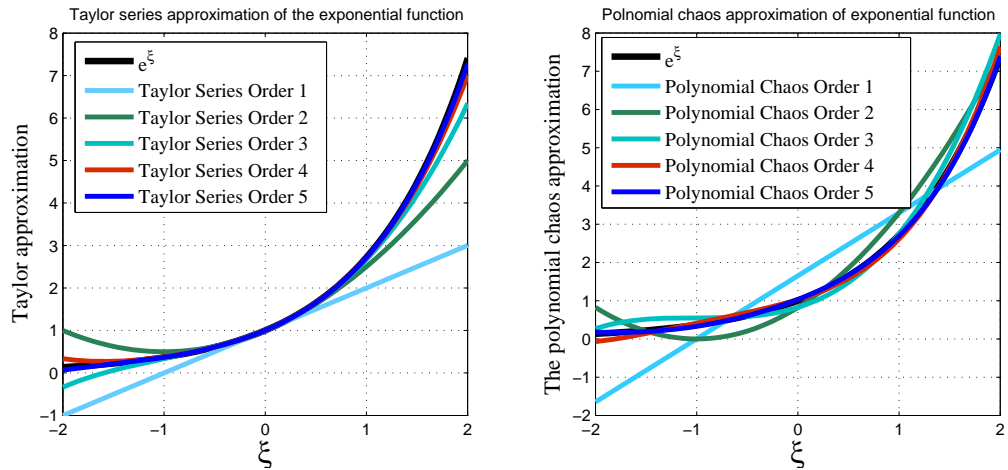 Taylor series approximation of the exponential function
8
7
6
5
4
3
2
1
0
−1
−2
−1
0
1
2
Taylor approximation
ξ
e^ξ
Taylor Series Order 1
Taylor Series Order 2
Taylor Series Order 3
Taylor Series Order 4
Taylor Series Order 5
Polnomial chaos approximation of exponential function
8
7
6
5
4
3
2
1
0
−1
−2
−2
−1
0
1
2
The polynomial chaos approximation
ξ
e^ξ
Polynomial Chaos Order 1
Polynomial Chaos Order 2
Polynomial Chaos Order 3
Polynomial Chaos Order 4
Polynomial Chaos Order 5